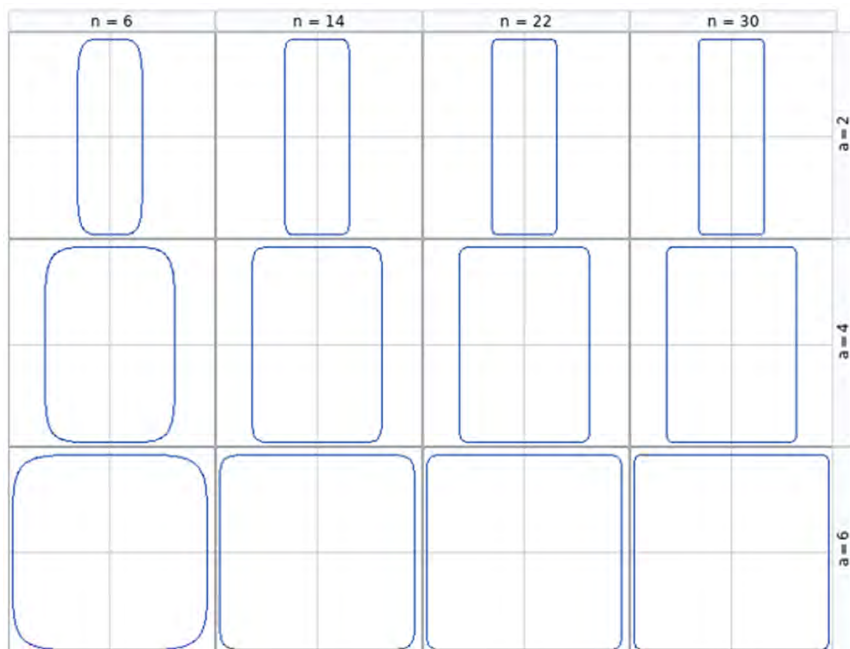 n = 6
n = 14
n = 22
n = 30
a=2
a=4
a=6